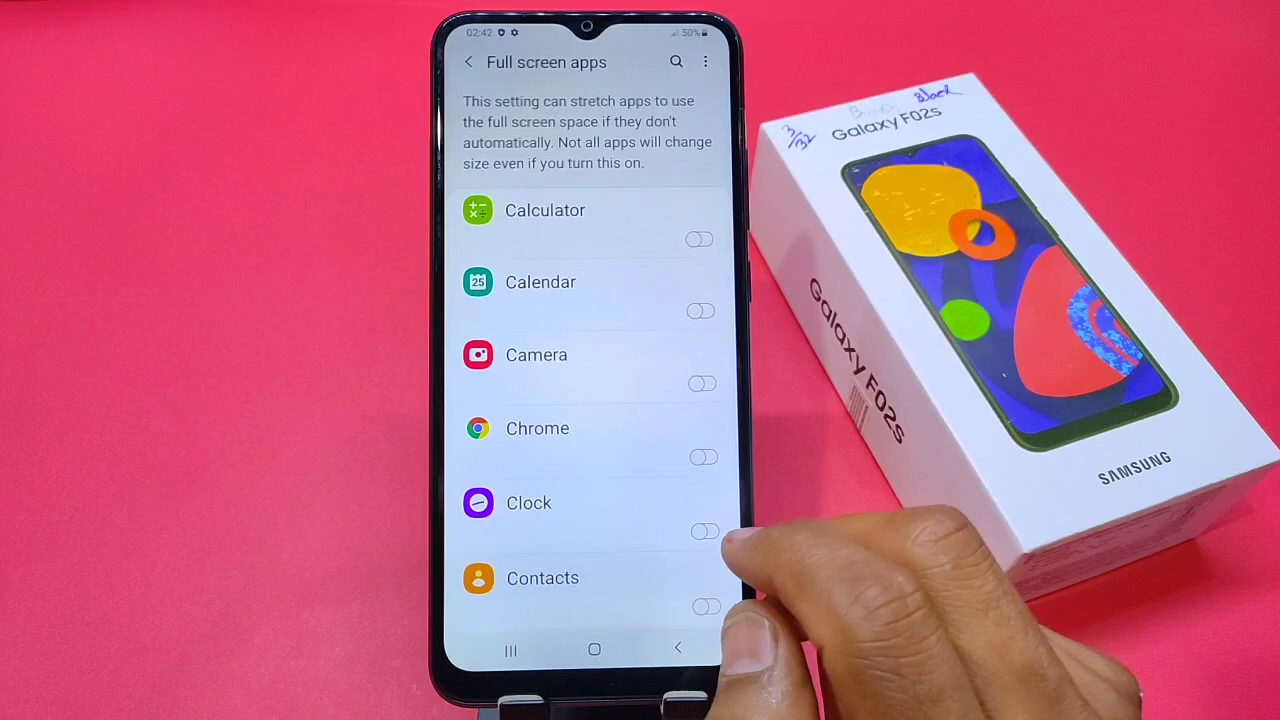 02:42
50%
Full screen apps
This setting can stretch apps to use
the full screen space if they don't
automatically. Not all apps will change
size even if you turn this on.
Calculator
25
Calendar
Camera
Chrome
Clock
Contacts
Black
3/32
Galaxy F02s
Galaxy F02s
SAMSUNG